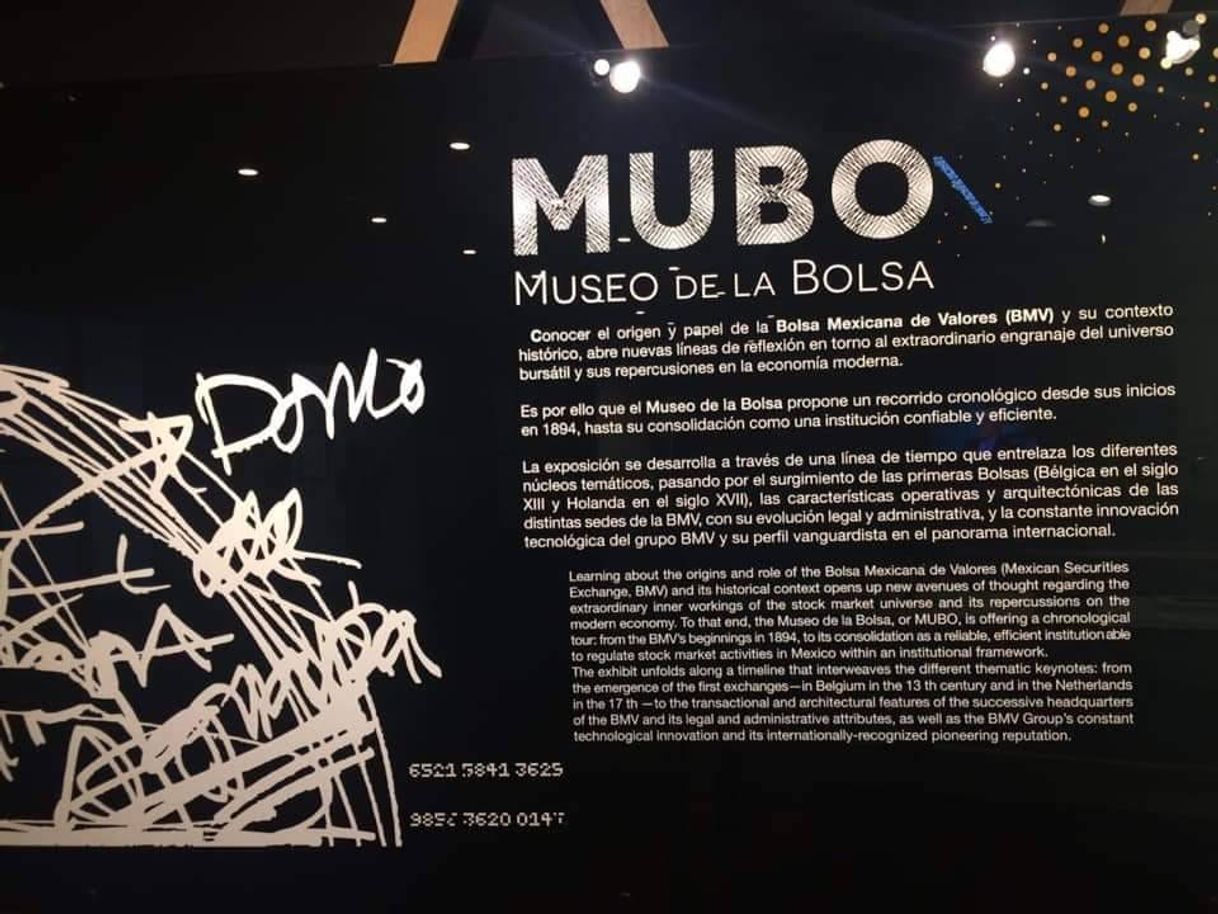 MUBO
MUSEO DE LA BOLSA
Conocer el origen y papel de la Bolsa Mexicana de Valores (BMV) y su contexto
histórico, abre nuevas líneas de reflexión en torno al extraordinario engranaje del universo
bursátil y sus repercusiones en la economía moderna.
Es por ello que el Museo de la Bolsa propone un recorrido cronológico desde sus inicios
en 1894, hasta su consolidación como una institución confiable y eficiente.
La exposición se desarrolla a través de una línea de tiempo que entrelaza los diferentes
núcleos temáticos, pasando por el surgimiento de las primeras Bolsas (Bélgica en el siglo
XIII y Holanda en el siglo XVII), las características operativas y arquitectónicas de las
distintas sedes de la BMV, con su evolución legal y administrativa, y la constante innovación
tecnológica del grupo BMV y su perfil vanguardista en el panorama internacional.
Learning about the origins and role of the Bolsa Mexicana de Valores (Mexican Securities
Exchange, BMV) and its historical context opens up new avenues of thought regarding the
extraordinary inner workings of the stock market universe and its repercussions on the
modern economy. To that end, the Museo de la Bolsa, or MUBO, is offering a chronological
tour: from the BMV's beginnings in 1894, to its consolidation as a reliable, efficient institution able
to regulate stock market activities in Mexico within an institutional framework.
The exhibit unfolds along a timeline that interweaves the different thematic keynotes: from
the emergence of the first exchanges—in Belgium in the 13 th century and in the Netherlands
in the 17 th —to the transactional and architectural features of the successive headquarters
of the BMV and its legal and administrative attributes, as well as the BMV Group's constant
technological innovation and its internationally-recognized pioneering reputation.
Domo
6521 5841 3625
3620